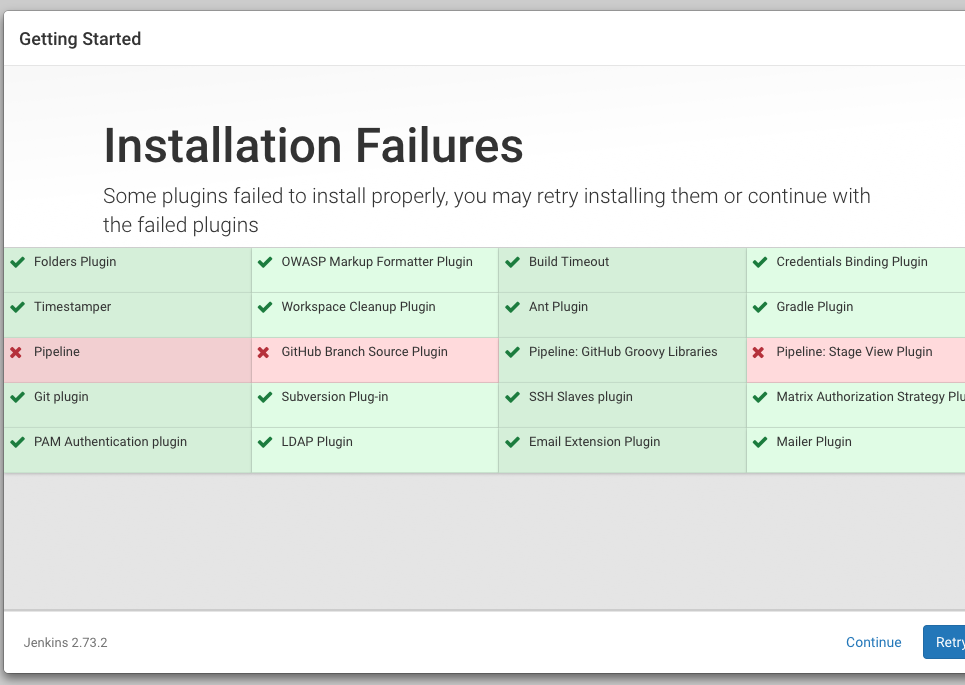 Getting Started
Installation Failures
Some plugins failed to install properly, you may retry installing them or continue with
the failed plugins
Folders Plugin
OWASP Markup Formatter Plugin
Build Timeout
Credentials Binding Plugin
Timestamper
Workspace Cleanup Plugin
Ant Plugin
Gradle Plugin
Pipeline
GitHub Branch Source Plugin
Pipeline: GitHub Groovy Libraries
Pipeline: Stage View Plugin
Git plugin
Subversion Plug-in
SSH Slaves plugin
Matrix Authorization Strategy Plu
PAM Authentication plugin
LDAP Plugin
Email Extension Plugin
Mailer Plugin
Jenkins 2.73.2
Continue
Retry